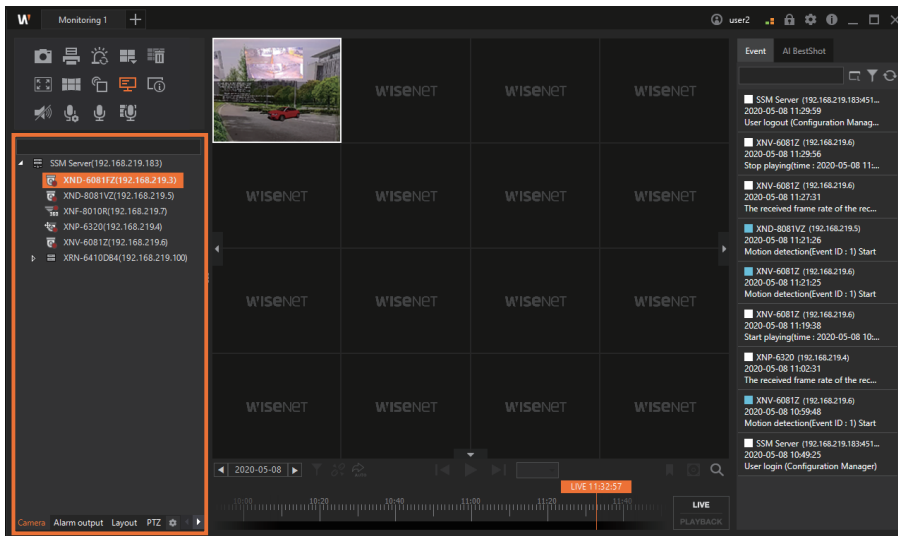 W Monitoring 1
user2
SSM Server(192.168.219.183)
XND-6081FZ(192.168.219.3)
XND-8081VZ(192.168.219.5)
XNF-8010R(192.168.219.7)
XNP-6320(192.168.219.4)
XNV-6081Z(192.168.219.6)
XRN-6410DB4(192.168.219.100)
Camera Alarm output Layout PTZ
WISENET WISENET WISENET
WISENET WISENET WISENET WISENET
WISENET WISENET WISENET WISENET
WISENET WISENET WISENET WISENET
2020-05-08
LIVE 11:32:57
10:00 10:20 10:40 11:00 11:20 11:40
LIVE
PLAYBACK
Event AI BestShot
SSM Server (192.168.219.183:451...
2020-05-08 11:29:59
User logout (Configuration Manag...
XNV-6081Z (192.168.219.6)
2020-05-08 11:29:56
Stop playing(time : 2020-05-08 11:...
XNV-6081Z (192.168.219.6)
2020-05-08 11:27:31
The received frame rate of the rec...
XND-8081VZ (192.168.219.5)
2020-05-08 11:21:26
Motion detection(Event ID : 1) Start
XNV-6081Z (192.168.219.6)
2020-05-08 11:21:25
Motion detection(Event ID : 1) Start
XNV-6081Z (192.168.219.6)
2020-05-08 11:19:38
Start playing(time : 2020-05-08 10:...
XNP-6320 (192.168.219.4)
2020-05-08 11:02:31
The received frame rate of the rec...
XNV-6081Z (192.168.219.6)
2020-05-08 10:59:48
Motion detection(Event ID : 1) Start
SSM Server (192.168.219.183:451...
2020-05-08 10:49:25
User login (Configuration Manager)